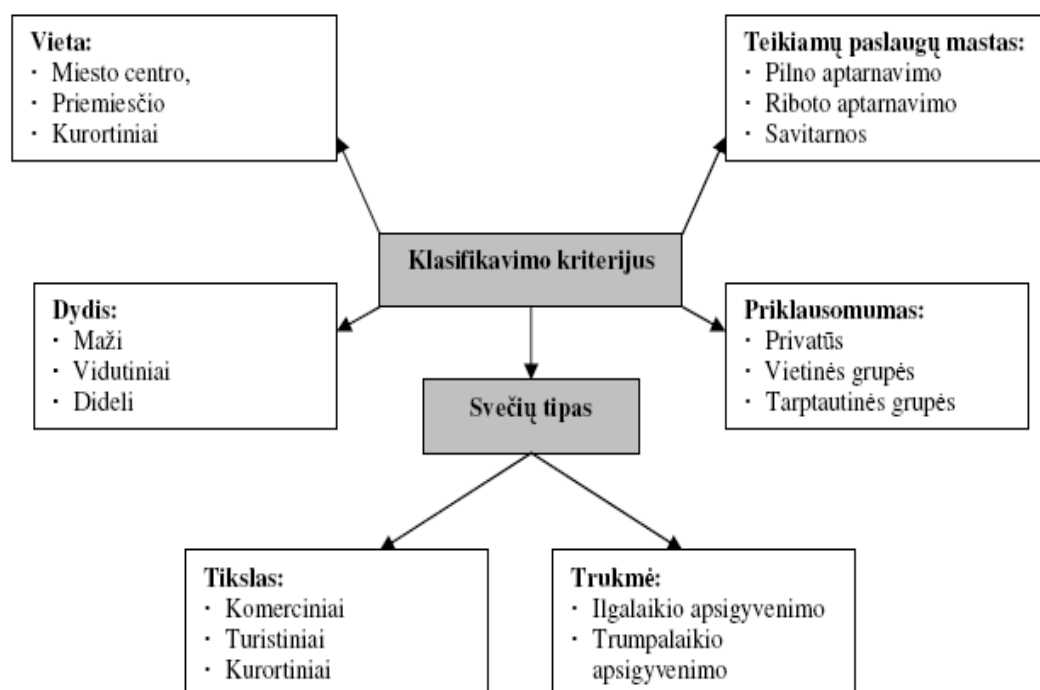 Vieta:
· Miesto centro,
· Priemiesčio
· Kurortiniai
Teikiamų paslaugų mastas:
· Pilno aptarnavimo
· Riboto aptarnavimo
· Savitarnos
Klasifikavimo kriterijus
Dydis:
· Maži
· Vidutiniai
· Dideli
Priklausomumas:
· Privatūs
· Vietinės grupės
· Tarptautinės grupės
Svečių tipas
Tikslas:
· Komerciniai
· Turistiniai
· Kurortiniai
Trukmė:
· Ilgalaikio apsigyvenimo
· Trumpalaikio
apsigyvenimo